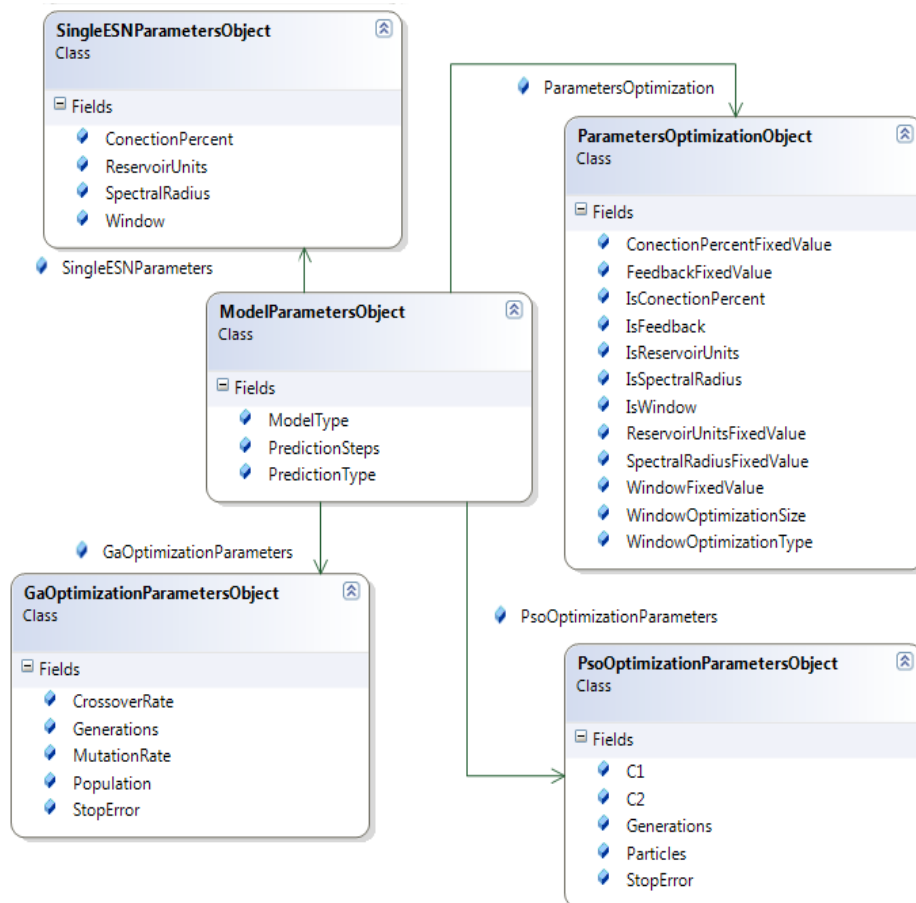 SingleESNParametersObject
Class
Fields
ConectionPercent
ReservoirUnits
SpectralRadius
Window
SingleESNParameters
ParametersOptimization
ParametersOptimizationObject
Class
Fields
ConectionPercentFixedValue
FeedbackFixedValue
IsConectionPercent
IsFeedback
IsReservoirUnits
IsSpectralRadius
IsWindow
ReservoirUnitsFixedValue
SpectralRadiusFixedValue
WindowFixedValue
WindowOptimizationSize
WindowOptimizationType
ModelParametersObject
Class
Fields
ModelType
PredictionSteps
PredictionType
GaOptimizationParameters
GaOptimizationParametersObject
Class
Fields
CrossoverRate
Generations
MutationRate
Population
StopError
PsoOptimizationParameters
PsoOptimizationParametersObject
Class
Fields
C1
C2
Generations
Particles
StopError